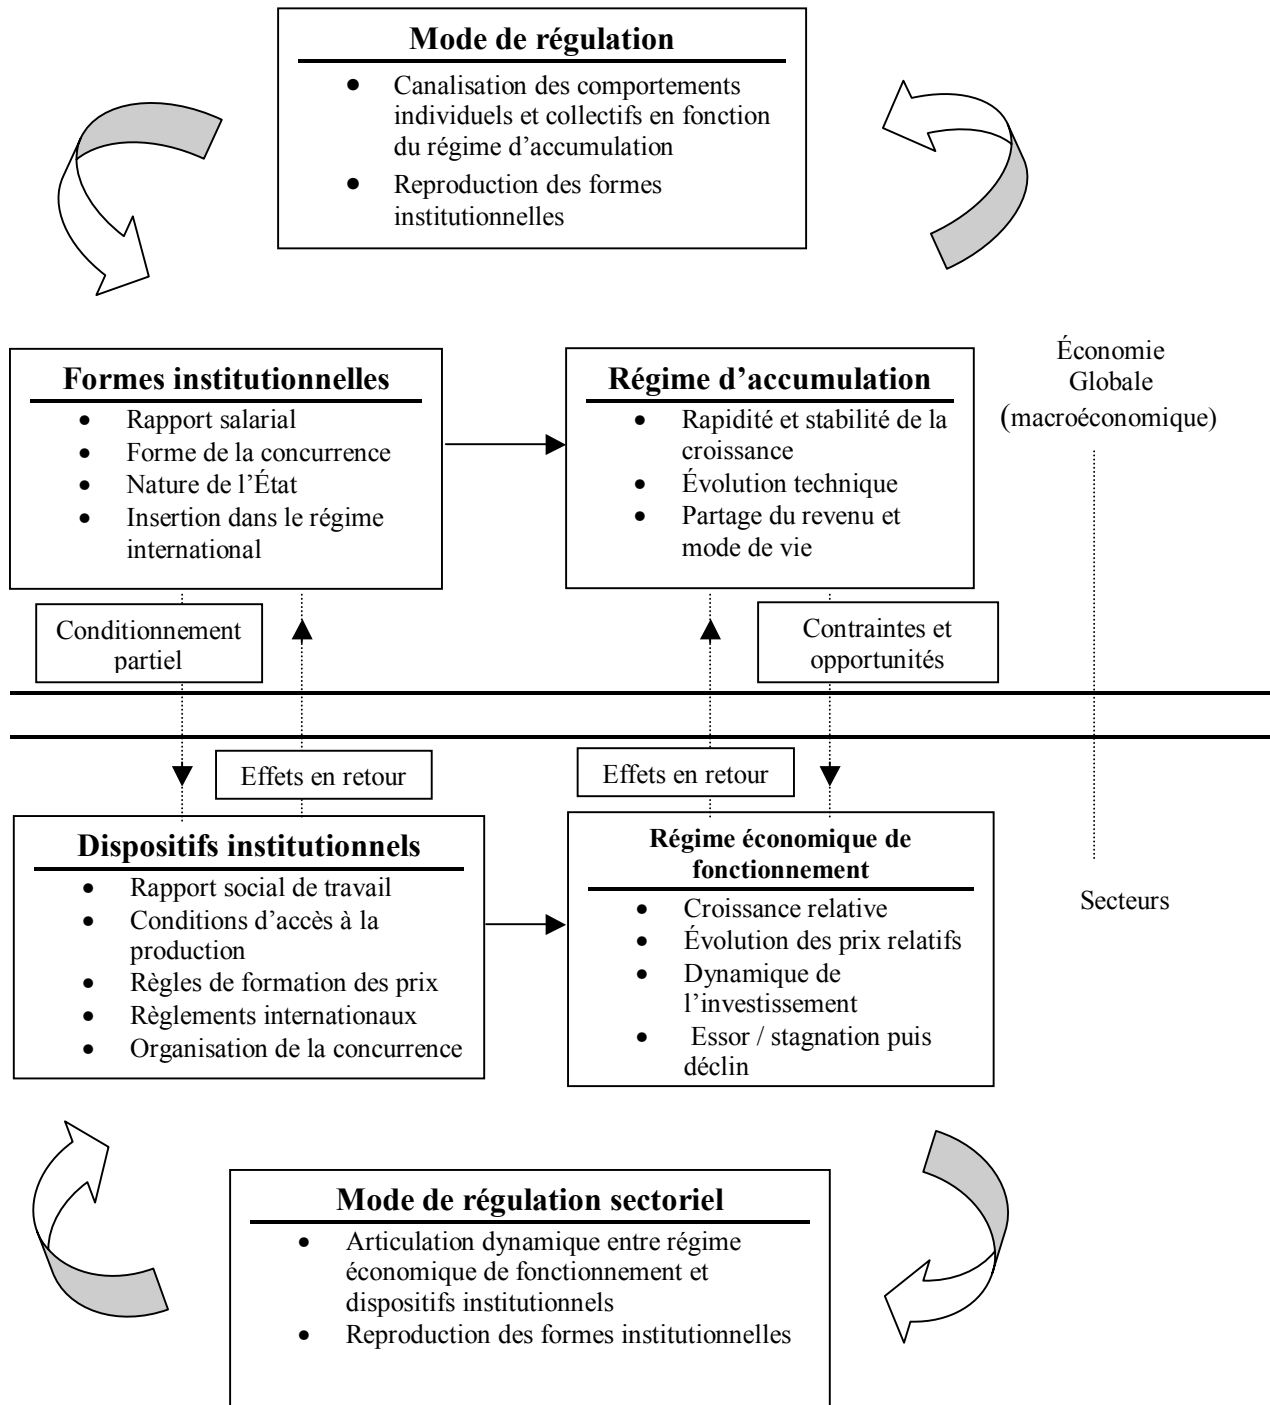 Mode de régulation
• Canalisation des comportements
individuels et collectifs en fonction
du régime d’accumulation
• Reproduction des formes
institutionnelles
Formes institutionnelles
• Rapport salarial
• Forme de la concurrence
• Nature de l’État
• Insertion dans le régime
international
Régime d’accumulation
• Rapidité et stabilité de la
croissance
• Évolution technique
• Partage du revenu et
mode de vie
Économie
Globale
(macroéconomique)
Conditionnement
partiel
Contraintes et
opportunités
Effets en retour
Effets en retour
Dispositifs institutionnels
• Rapport social de travail
• Conditions d’accès à la
production
• Règles de formation des prix
• Règlements internationaux
• Organisation de la concurrence
Régime économique de
fonctionnement
• Croissance relative
• Évolution des prix relatifs
• Dynamique de
l’investissement
• Essor / stagnation puis
déclin
Secteurs
Mode de régulation sectoriel
• Articulation dynamique entre régime
économique de fonctionnement et
dispositifs institutionnels
• Reproduction des formes institutionnelles